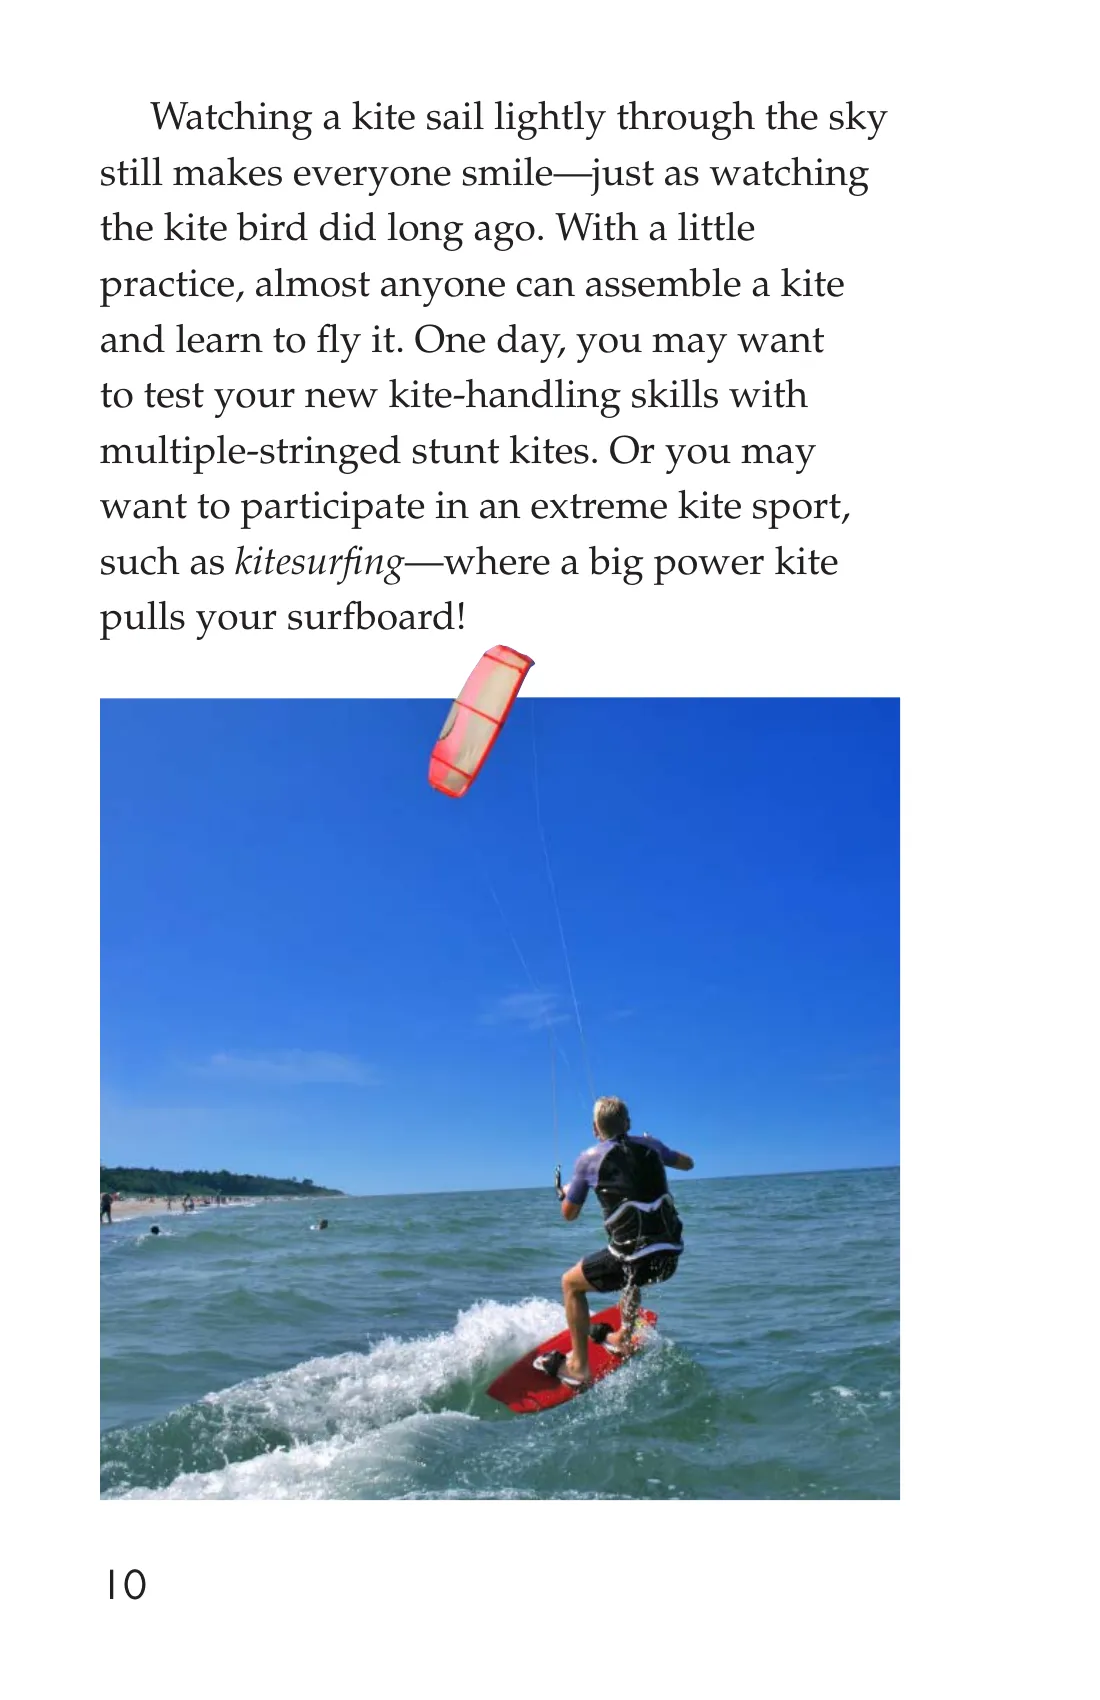 Watching a kite sail lightly through the sky
still makes everyone smile—just as watching
the kite bird did long ago. With a little
practice, almost anyone can assemble a kite
and learn to fly it. One day, you may want
to test your new kite-handling skills with
multiple-stringed stunt kites. Or you may
want to participate in an extreme kite sport,
such as kitesurfing—where a big power kite
pulls your surfboard!
10